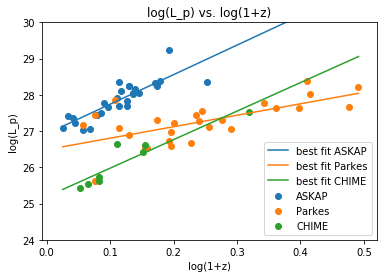 log(L_p) vs. log(1+z)
30
29
28
27
26
25
24
log(L_p)
0.0 0.1 0.2 0.3 0.4 0.5
log(1+z)
best fit ASKAP
best fit Parkes
best fit CHIME
ASKAP
Parkes
CHIME